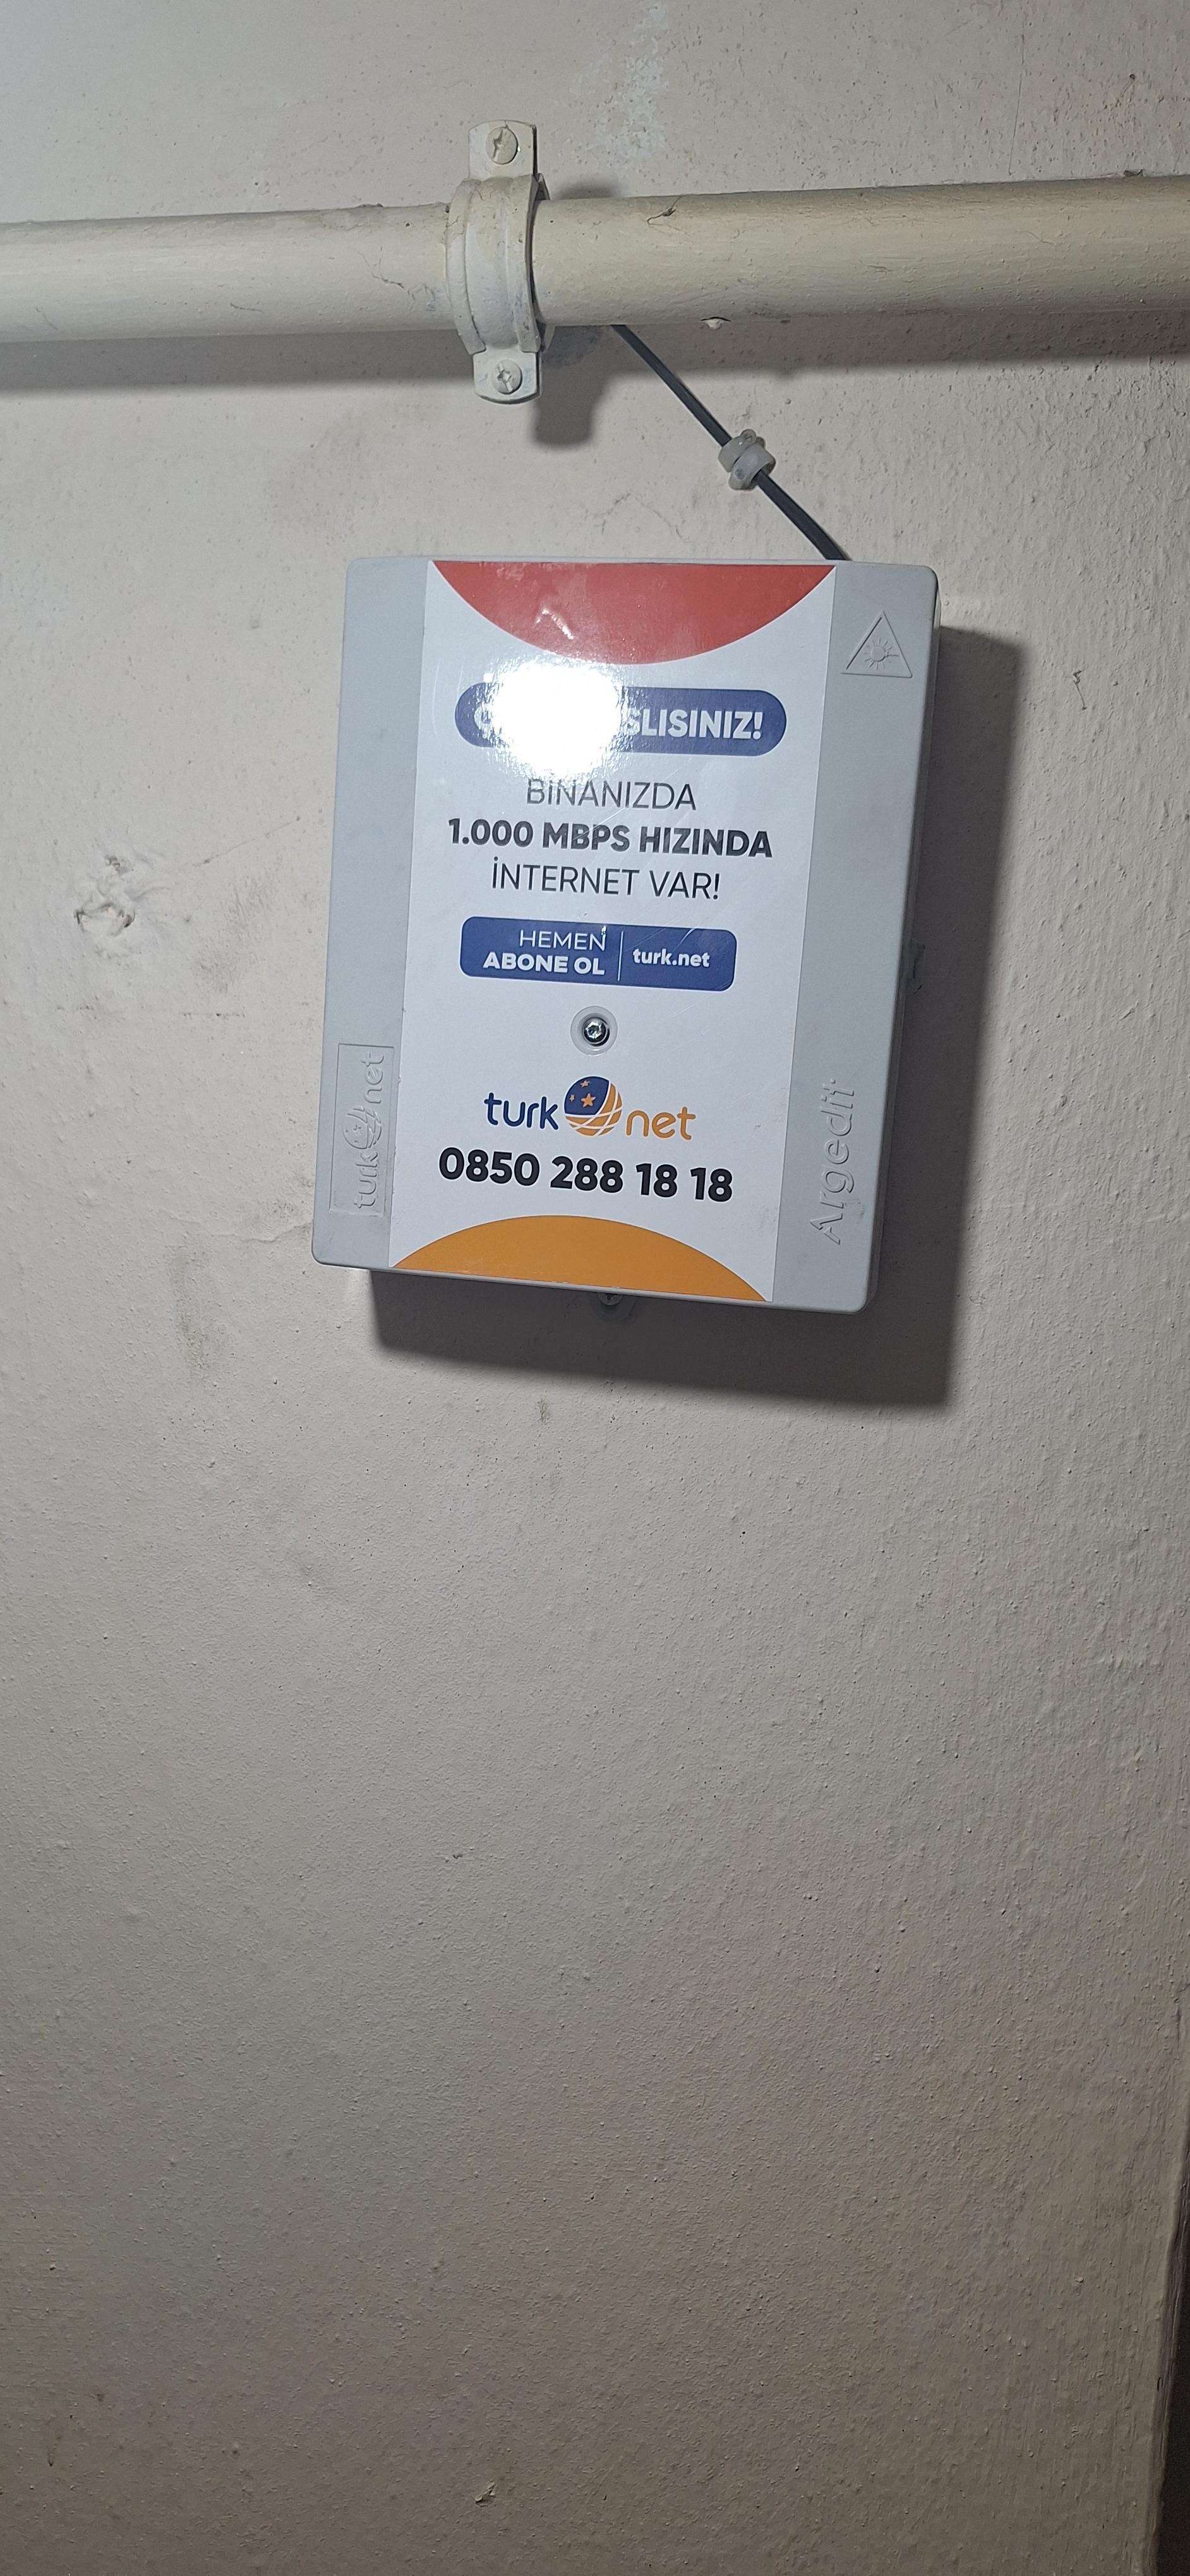 BİNANIZDA
1.000 MBPS HIZINDA
İNTERNET VAR!
HEMEN
ABONE OL
turk.net
turk net
0850 288 18 18
turk net
Argedit